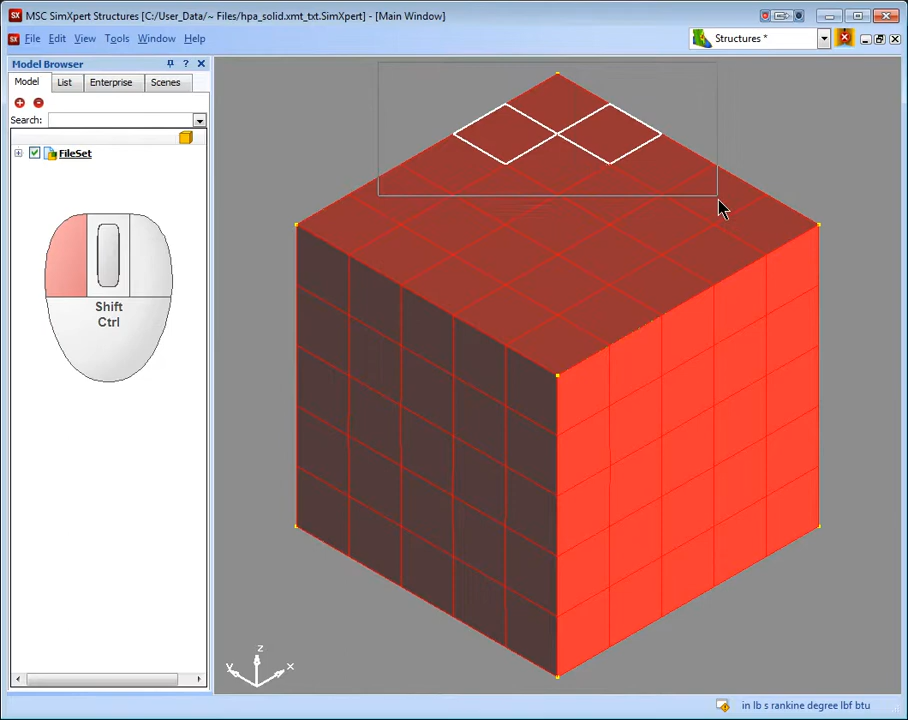 MSC SimXpert Structures [C:/User_Data/~ Files/hpa_solid.xmt_txt.SimXpert] - [Main Window]
File Edit View Tools Window Help
Structures *
Model Browser
Model List Enterprise Scenes
Search:
FileSet
Shift
Ctrl
z
y x
in lb s rankine degree lbf btu